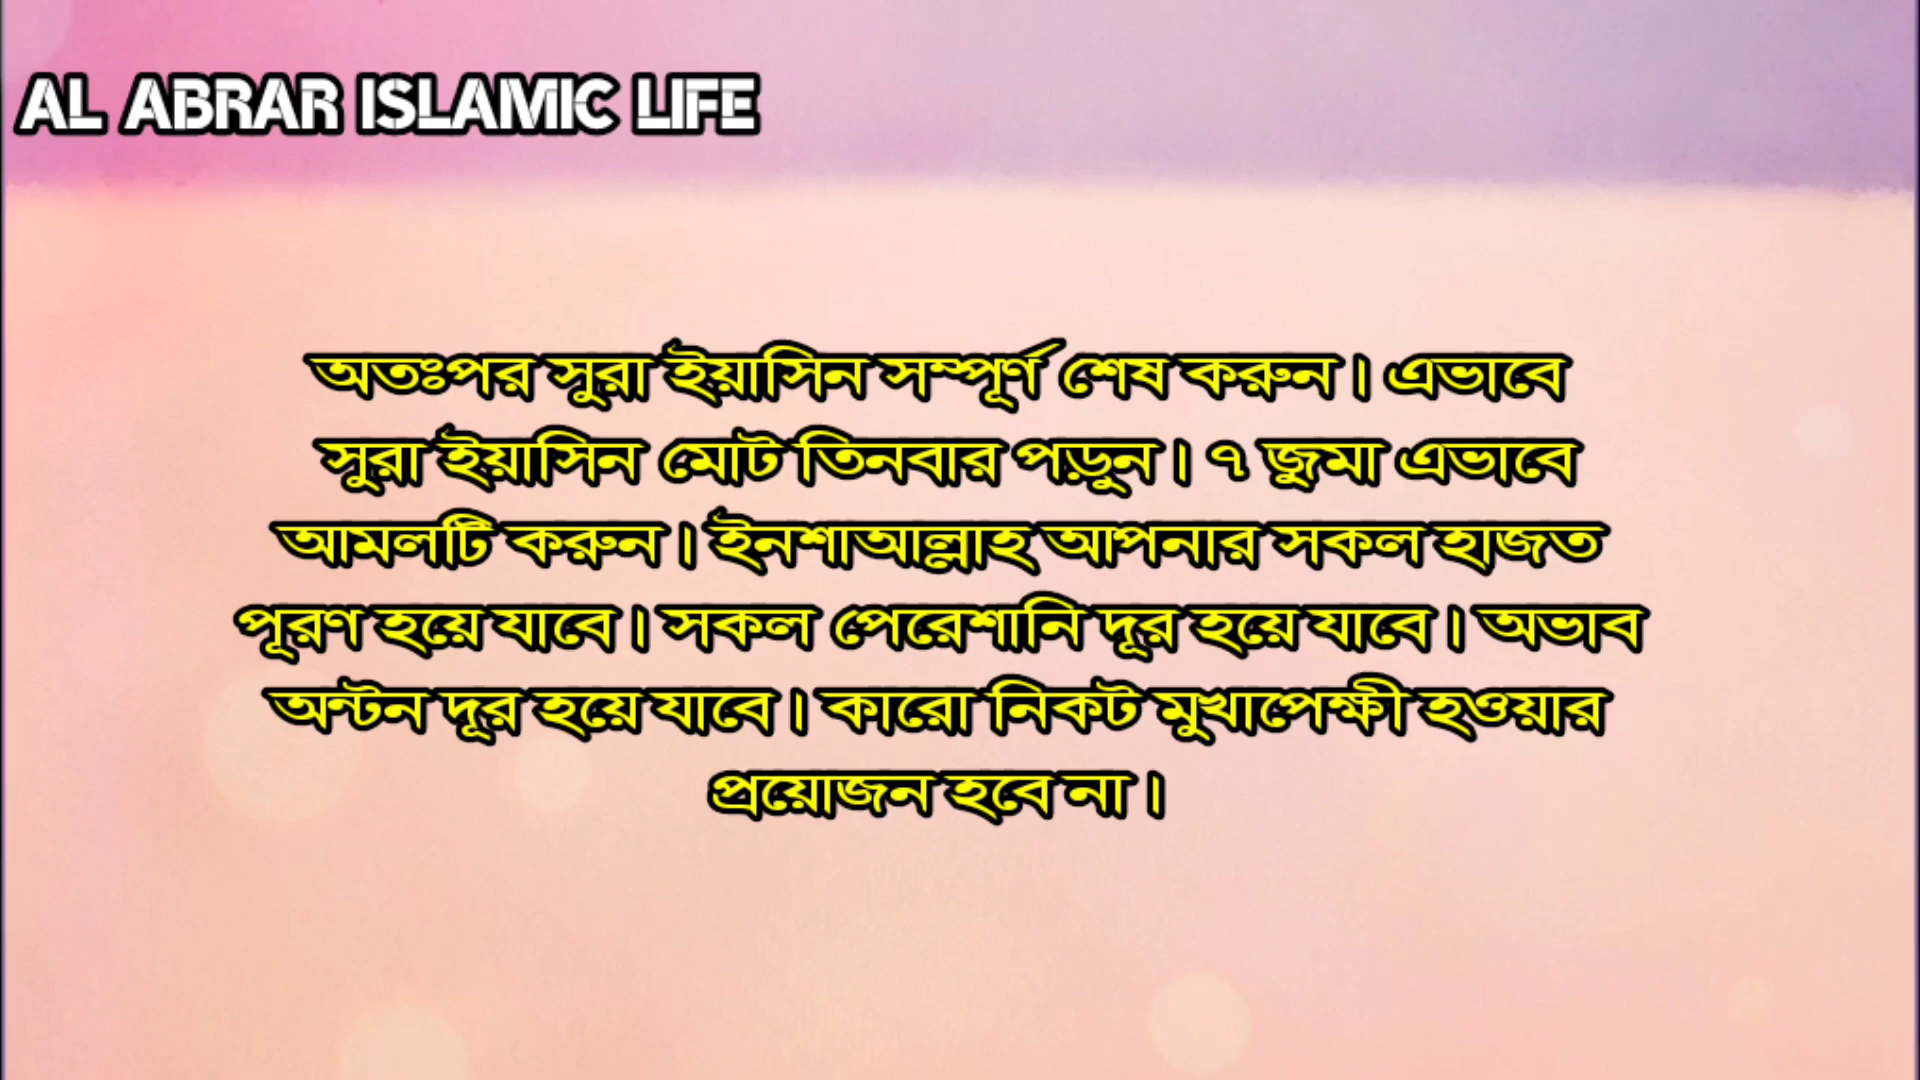 AL ABRAR ISLAMIC LIFE
অতঃপর সুরা ইয়াসিন সম্পূর্ণ শেষ করুন। এভাবে
সুরা ইয়াসিন মোট তিনবার পড়ুন। ৭ জুমা এভাবে
আমলটি করুন। ইনশাআল্লাহ আপনার সকল হাজত
পূরণ হয়ে যাবে। সকল পেরেশানি দূর হয়ে যাবে। অভাব
অন্টন দূর হয়ে যাবে। কারো নিকট মুখাপেক্ষী হওয়ার
প্রয়োজন হবে না।